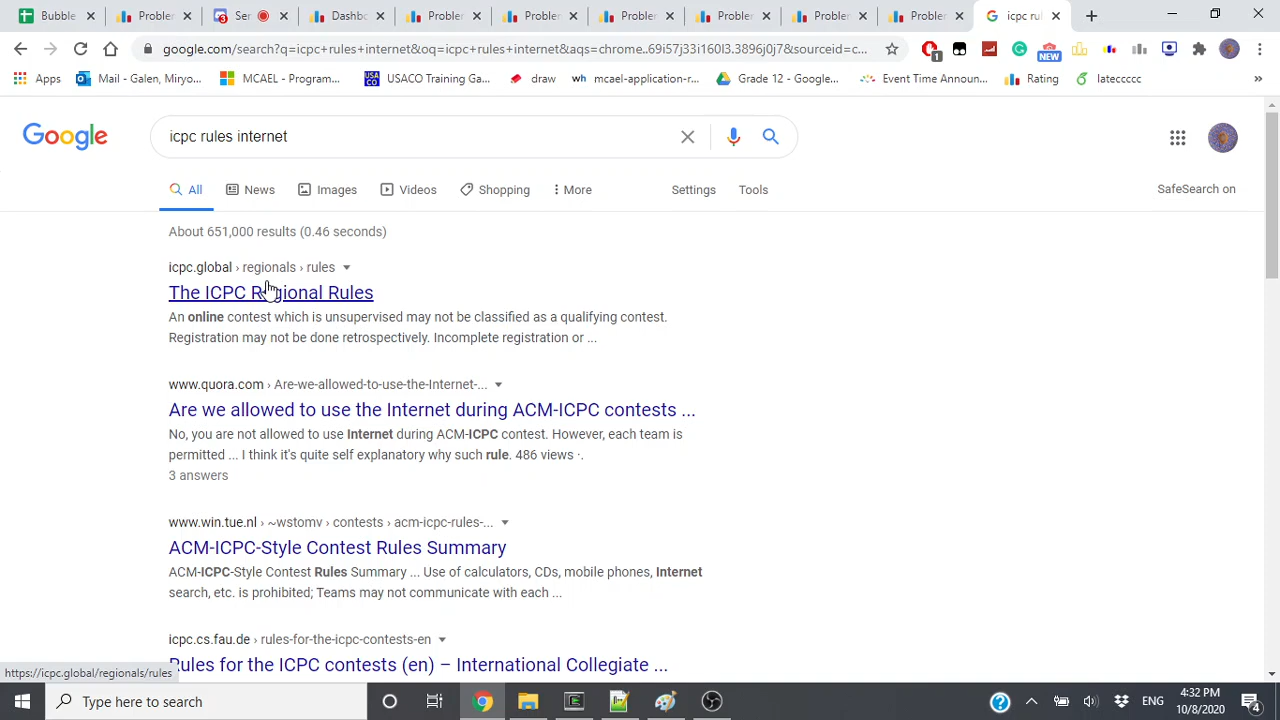 Bubble
Proble
Ser
Dashb
Proble
Proble
Proble
Proble
Proble
Proble
icpc rul
google.com/search?q=icpc+rules+internet&oq=icpc+rules+internet&aqs=chrome..69i57j33i160l3.3896j0j7&sourceid=c...
1
NEW
Apps
Mail - Galen, Miryo...
MCAEL - Program...
USACO
USACO Training Ga...
draw
wh
mcael-application-r...
Grade 12 - Google...
Event Time Announ...
Rating
lateccccc
»
Google
icpc rules internet
All
News
Images
Videos
Shopping
More
Settings
Tools
SafeSearch on
About 651,000 results (0.46 seconds)
icpc.global › regionals › rules
The ICPC Regional Rules
An online contest which is unsupervised may not be classified as a qualifying contest.
Registration may not be done retrospectively. Incomplete registration or ...
www.quora.com › Are-we-allowed-to-use-the-Internet-...
Are we allowed to use the Internet during ACM-ICPC contests ...
No, you are not allowed to use Internet during ACM-ICPC contest. However, each team is
permitted ... I think it's quite self explanatory why such rule. 486 views ·.
3 answers
www.win.tue.nl › ~wstomv › contests › acm-icpc-rules-...
ACM-ICPC-Style Contest Rules Summary
ACM-ICPC-Style Contest Rules Summary ... Use of calculators, CDs, mobile phones, Internet
search, etc. is prohibited; Teams may not communicate with each ...
icpc.cs.fau.de › rules-for-the-icpc-contests-en
Rules for the ICPC contests (en) – International Collegiate ...
https://icpc.global/regionals/rules
Type here to search
ENG
4:32 PM
10/8/2020
4